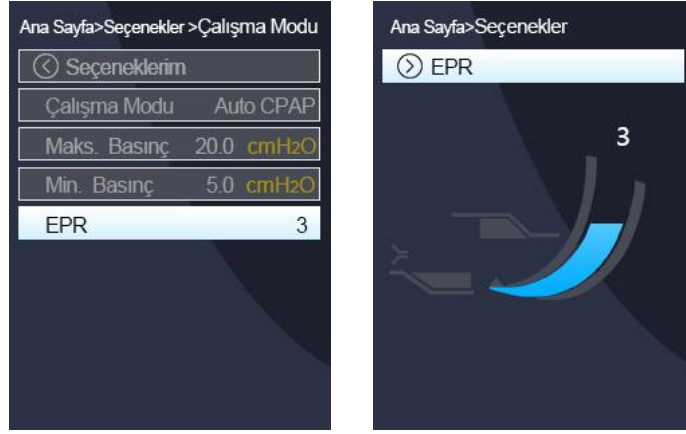 Ana Sayfa>Seçenekler >Çalışma Modu
Seçeneklerim
Çalışma Modu Auto CPAP
Maks. Basınç 20.0 cmH2O
Min. Basınç 5.0 cmH2O
EPR 3
Ana Sayfa>Seçenekler
EPR
3